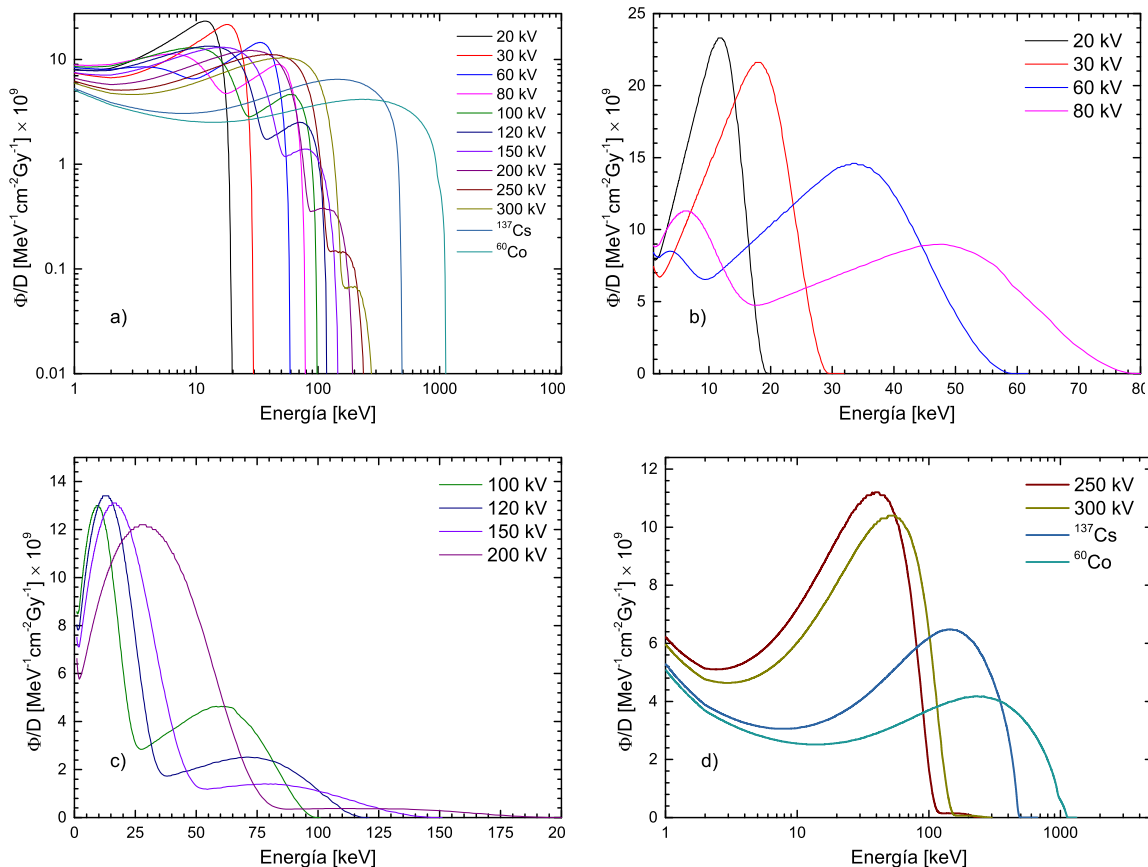 Φ/D [MeV⁻¹cm⁻²Gy⁻¹] × 10⁹
10
1
0.1
0.01
20 kV
30 kV
60 kV
80 kV
100 kV
120 kV
150 kV
200 kV
250 kV
300 kV
¹³⁷Cs
⁶⁰Co
a)
1 10 100 1000
Energía [keV]
Φ/D [MeV⁻¹cm⁻²Gy⁻¹] × 10⁹
25
20
15
10
5
0
20 kV
30 kV
60 kV
80 kV
b)
10 20 30 40 50 60 70 80
Energía [keV]
Φ/D [MeV⁻¹cm⁻²Gy⁻¹] × 10⁹
14
12
10
8
6
4
2
0
100 kV
120 kV
150 kV
200 kV
c)
0 25 50 75 100 125 150 175 20
Energía [keV]
Φ/D [MeV⁻¹cm⁻²Gy⁻¹] × 10⁹
12
10
8
6
4
2
0
250 kV
300 kV
¹³⁷Cs
⁶⁰Co
d)
1 10 100 1000
Energía [keV]